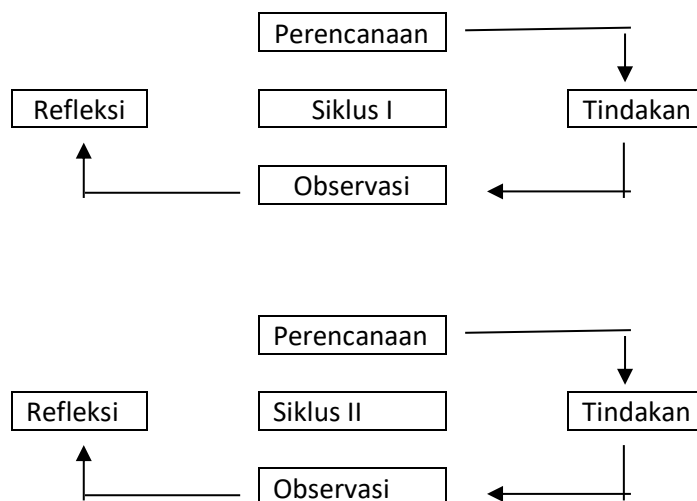 Perencanaan
Refleksi
Siklus I
Tindakan
Observasi
Perencanaan
Refleksi
Siklus II
Tindakan
Observasi